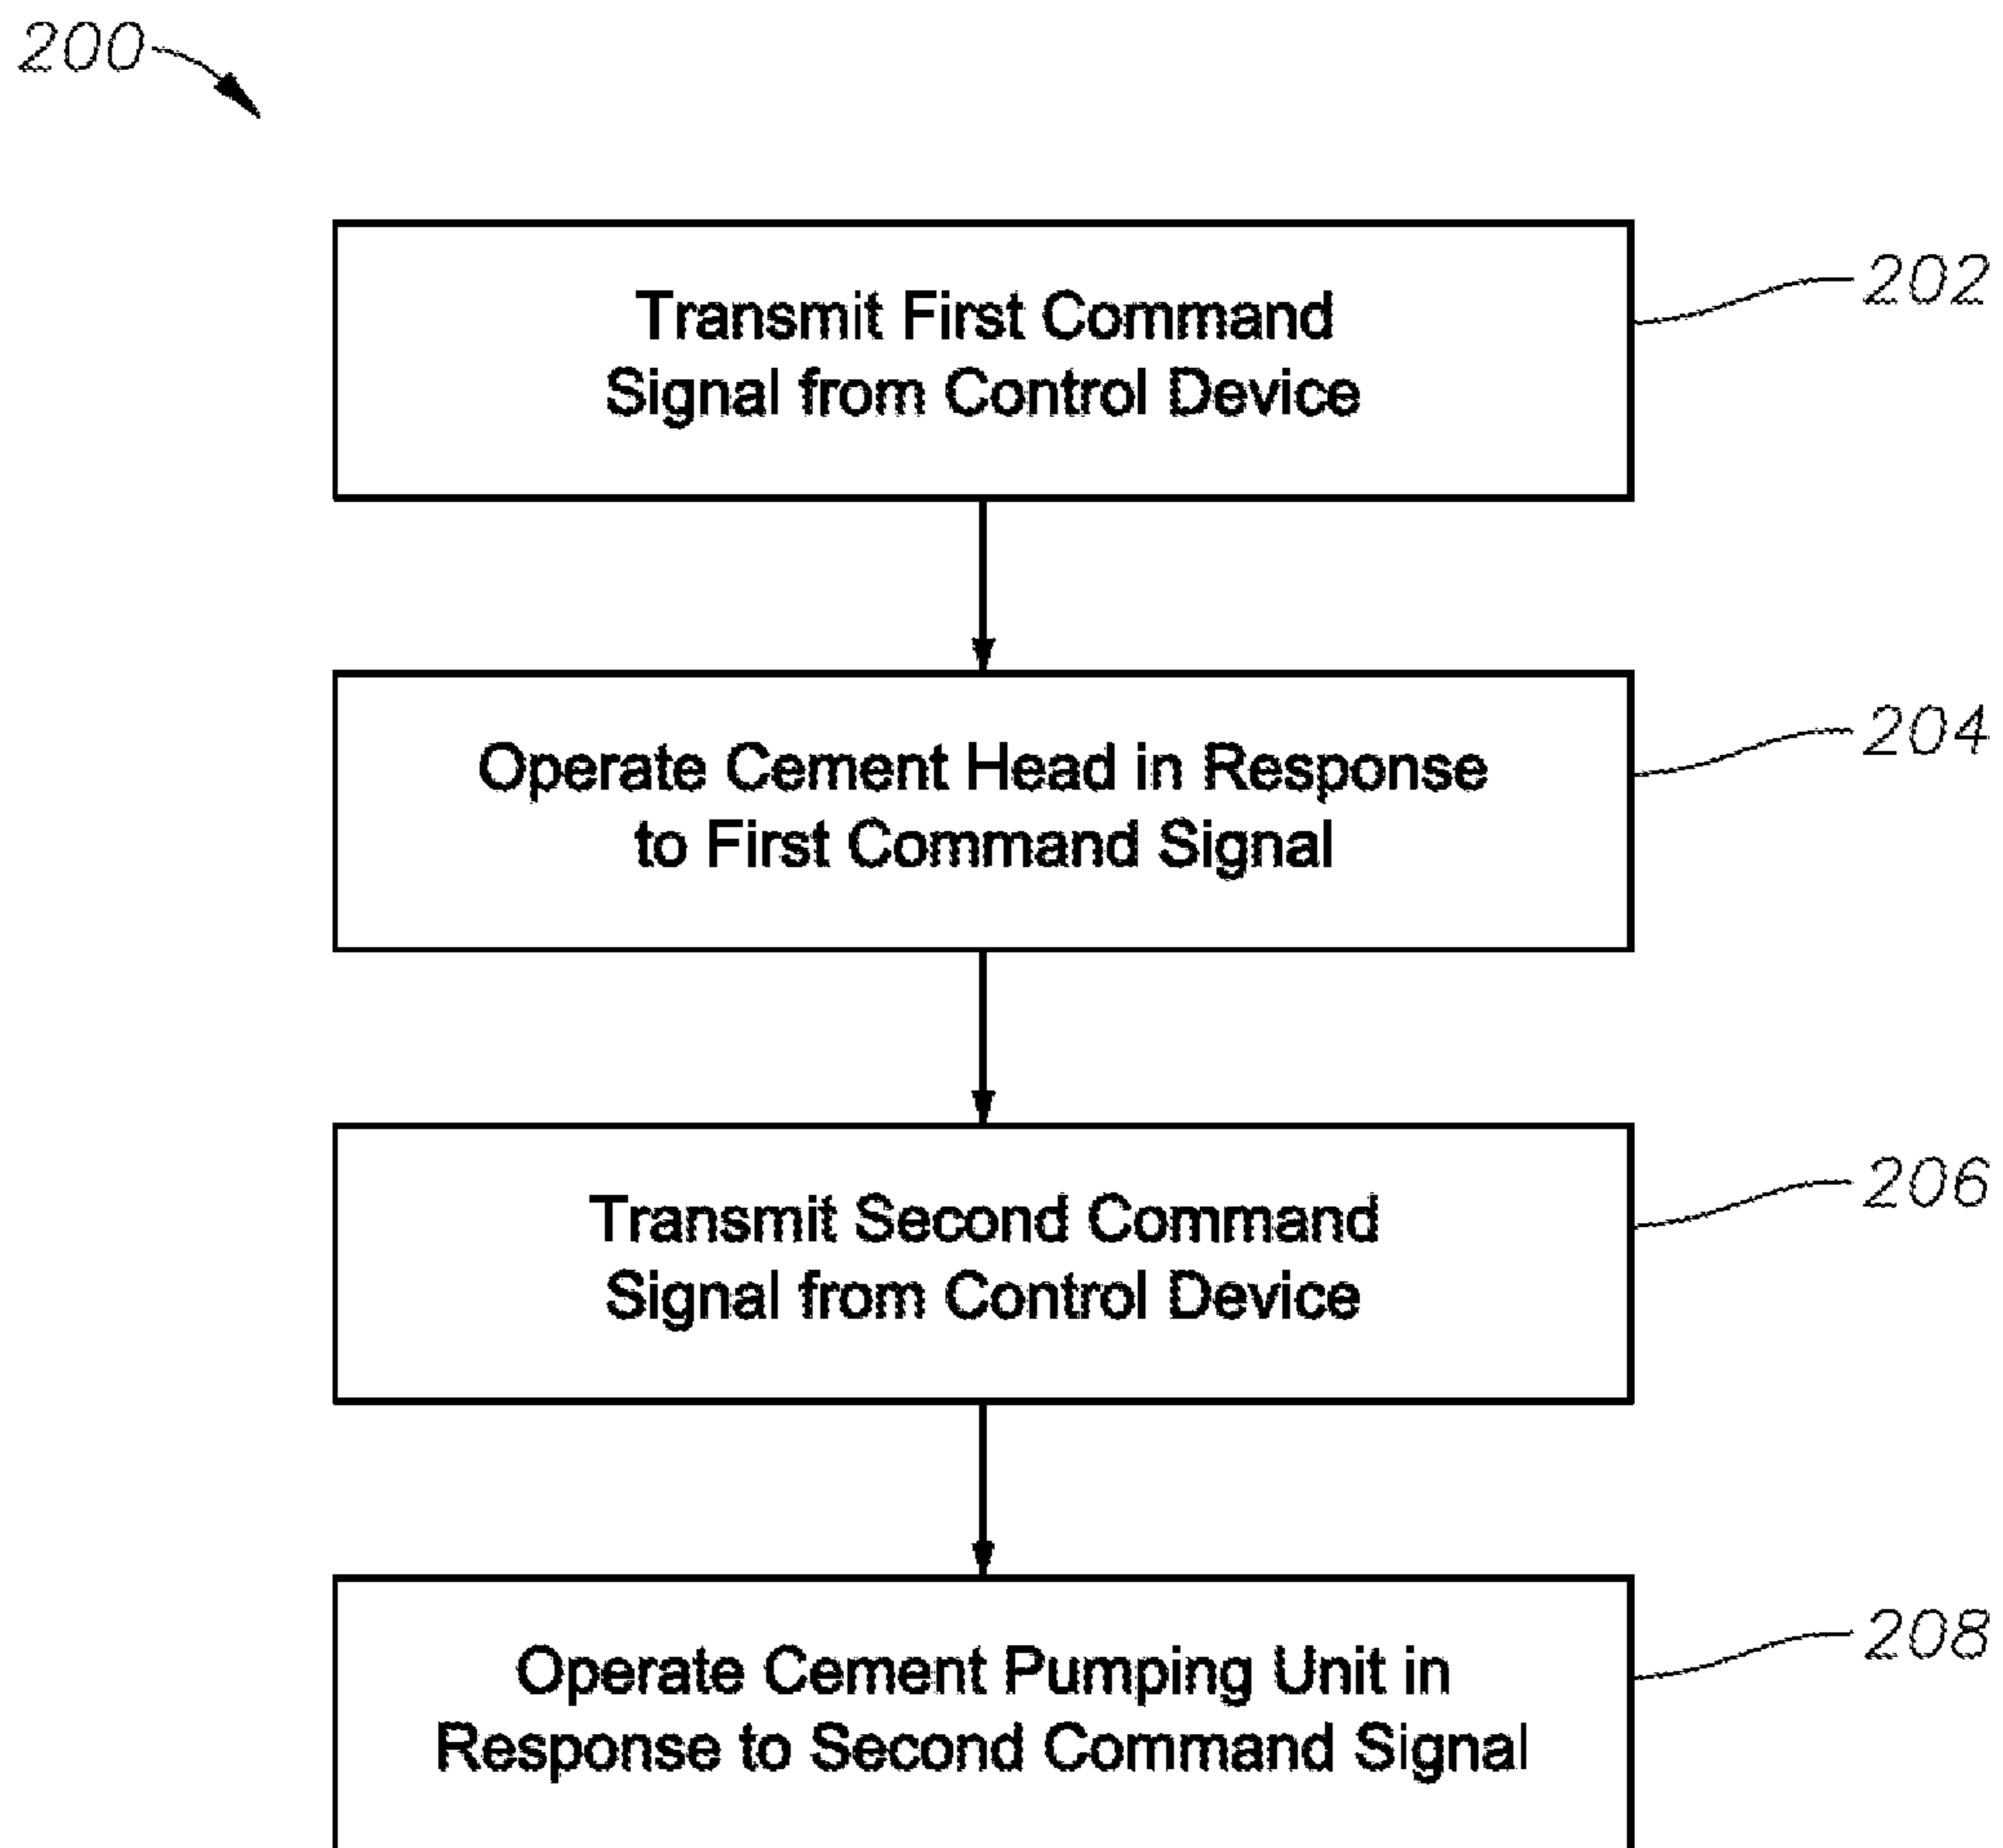 200
Transmit First Command
Signal from Control Device
202
Operate Cement Head in Response
to First Command Signal
204
Transmit Second Command
Signal from Control Device
206
Operate Cement Pumping Unit in
Response to Second Command Signal
208